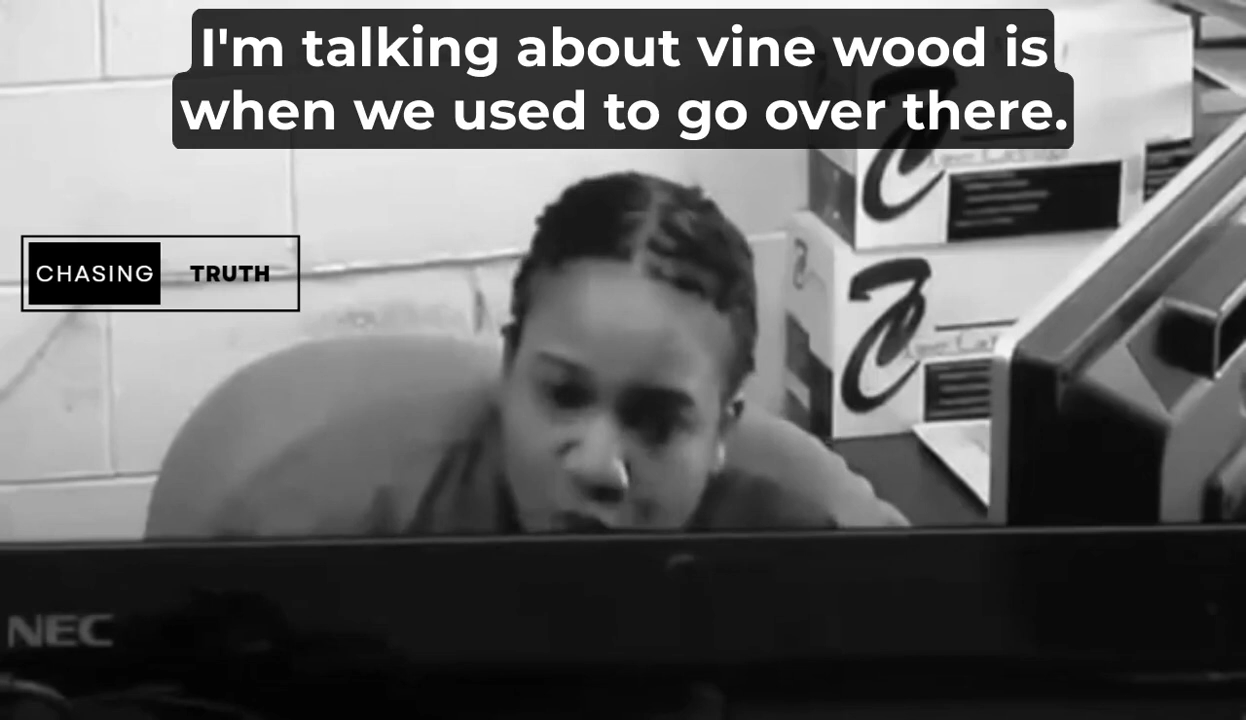 I'm talking about vine wood is
when we used to go over there.
CHASING TRUTH
NEC